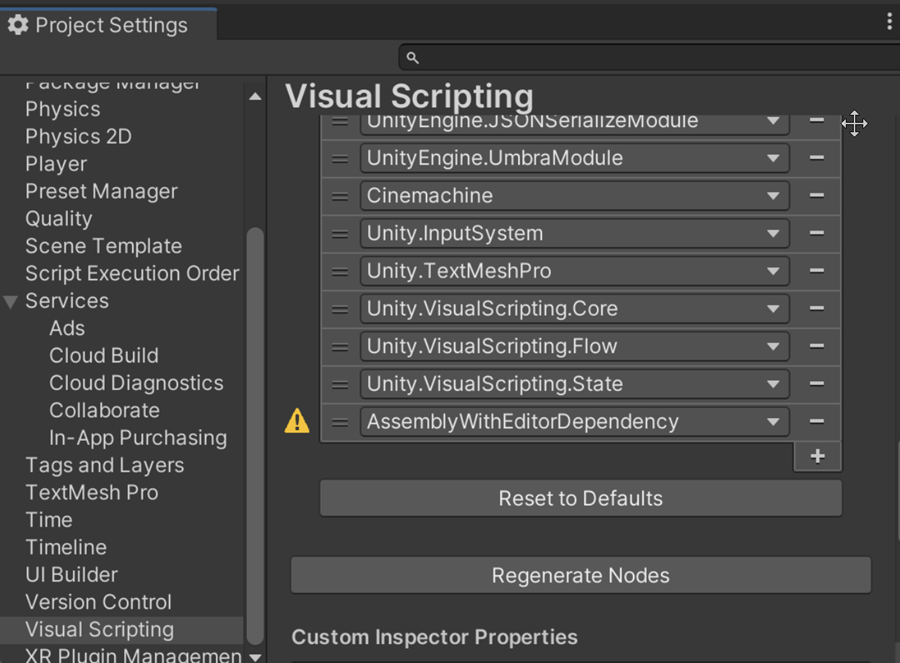 Project Settings
Package Manager
Physics
Physics 2D
Player
Preset Manager
Quality
Scene Template
Script Execution Order
Services
Ads
Cloud Build
Cloud Diagnostics
Collaborate
In-App Purchasing
Tags and Layers
TextMesh Pro
Time
Timeline
UI Builder
Version Control
Visual Scripting
XR Plugin Managemen
Visual Scripting
UnityEngine.JSONSerializeModule
UnityEngine.UmbraModule
Cinemachine
Unity.InputSystem
Unity.TextMeshPro
Unity.VisualScripting.Core
Unity.VisualScripting.Flow
Unity.VisualScripting.State
AssemblyWithEditorDependency
Reset to Defaults
Regenerate Nodes
Custom Inspector Properties